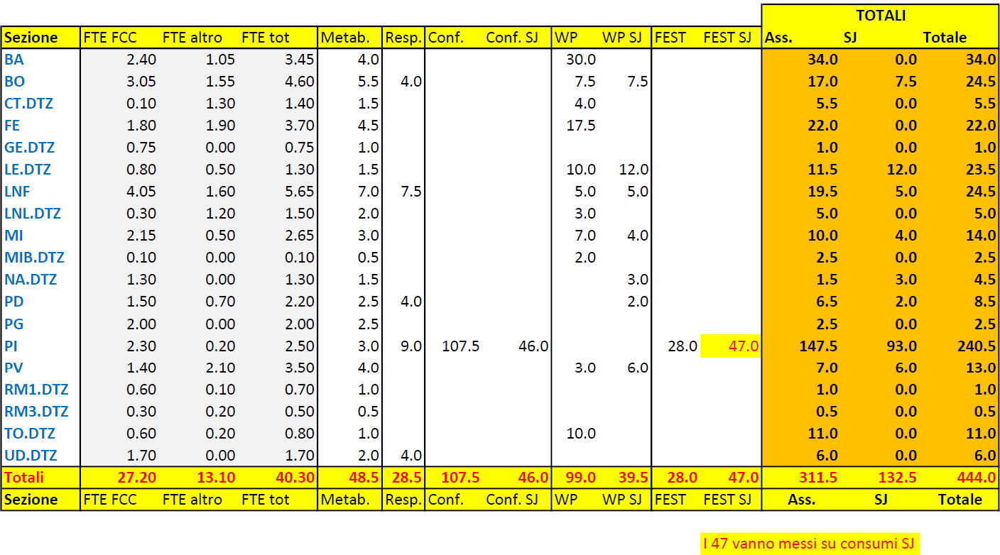 TOTALI
Sezione FTE FCC FTE altro FTE tot Metab. Resp. Conf. Conf. SJ WP WP SJ FEST FEST SJ Ass. SJ Totale
BA 2.40 1.05 3.45 4.0 30.0 34.0 0.0 34.0
BO 3.05 1.55 4.60 5.5 4.0 7.5 7.5 17.0 7.5 24.5
CT.DTZ 0.10 1.30 1.40 1.5 4.0 5.5 0.0 5.5
FE 1.80 1.90 3.70 4.5 17.5 22.0 0.0 22.0
GE.DTZ 0.75 0.00 0.75 1.0 1.0 0.0 1.0
LE.DTZ 0.80 0.50 1.30 1.5 10.0 12.0 11.5 12.0 23.5
LNF 4.05 1.60 5.65 7.0 7.5 5.0 5.0 19.5 5.0 24.5
LNL.DTZ 0.30 1.20 1.50 2.0 3.0 5.0 0.0 5.0
MI 2.15 0.50 2.65 3.0 7.0 4.0 10.0 4.0 14.0
MIB.DTZ 0.10 0.00 0.10 0.5 2.0 2.5 0.0 2.5
NA.DTZ 1.30 0.00 1.30 1.5 3.0 1.5 3.0 4.5
PD 1.50 0.70 2.20 2.5 4.0 2.0 6.5 2.0 8.5
PG 2.00 0.00 2.00 2.5 2.5 0.0 2.5
PI 2.30 0.20 2.50 3.0 9.0 107.5 46.0 28.0 47.0 147.5 93.0 240.5
PV 1.40 2.10 3.50 4.0 3.0 6.0 7.0 6.0 13.0
RM1.DTZ 0.60 0.10 0.70 1.0 1.0 0.0 1.0
RM3.DTZ 0.30 0.20 0.50 0.5 0.5 0.0 0.5
TO.DTZ 0.60 0.20 0.80 1.0 10.0 11.0 0.0 11.0
UD.DTZ 1.70 0.00 1.70 2.0 4.0 6.0 0.0 6.0
Totali 27.20 13.10 40.30 48.5 28.5 107.5 46.0 99.0 39.5 28.0 47.0 311.5 132.5 444.0
Sezione FTE FCC FTE altro FTE tot Metab. Resp. Conf. Conf. SJ WP WP SJ FEST FEST SJ Ass. SJ Totale
I 47 vanno messi su consumi SJ